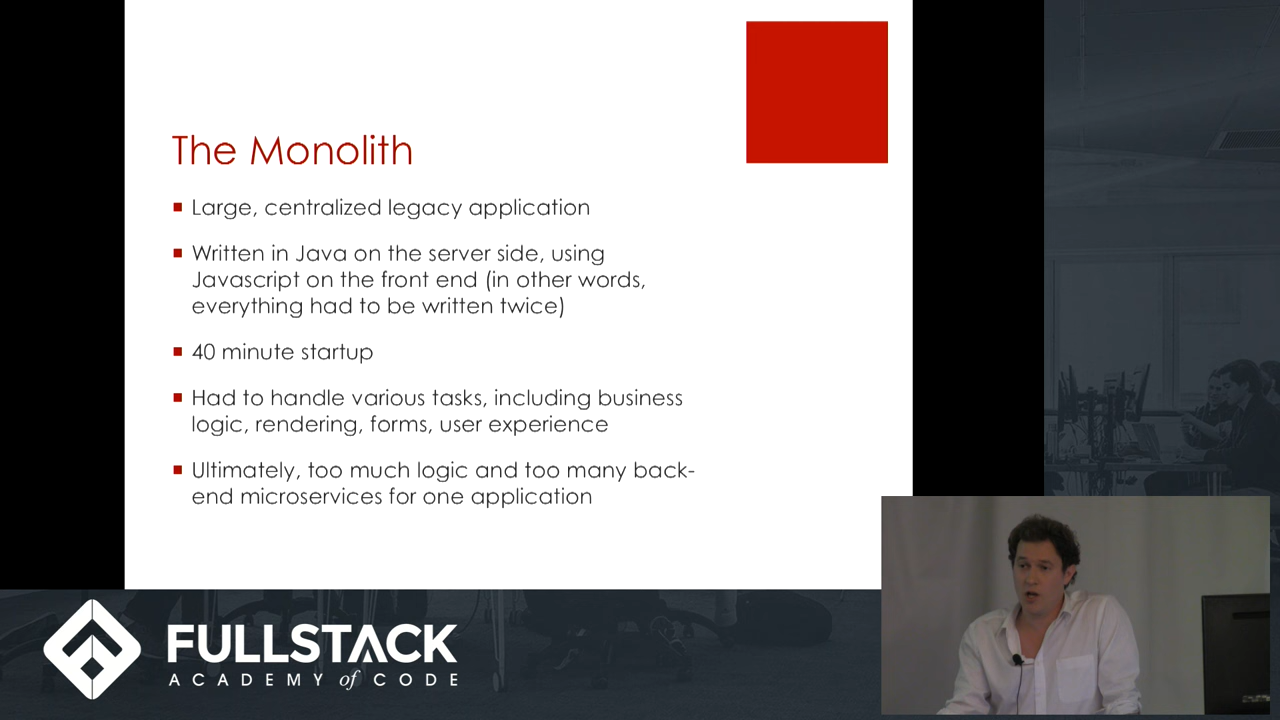 The Monolith
Large, centralized legacy application
Written in Java on the server side, using
Javascript on the front end (in other words,
everything had to be written twice)
40 minute startup
Had to handle various tasks, including business
logic, rendering, forms, user experience
Ultimately, too much logic and too many back-
end microservices for one application
FULLSTACK
ACADEMY of CODE